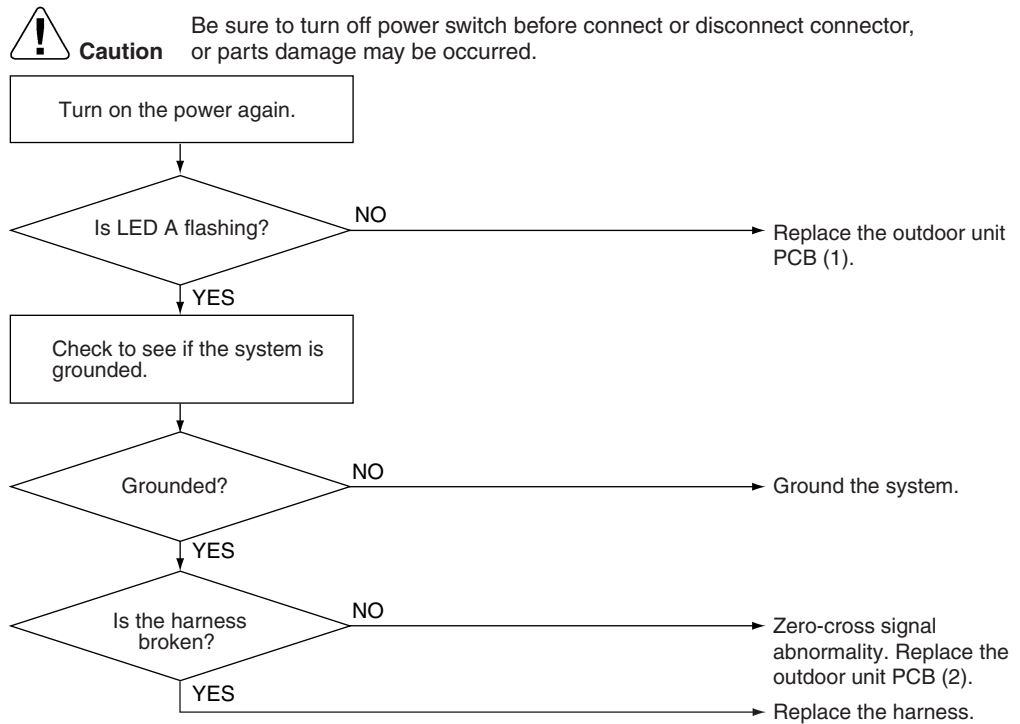 Be sure to turn off power switch before connect or disconnect connector,
Caution or parts damage may be occurred.
Turn on the power again.
Is LED A flashing?
NO
Replace the outdoor unit
PCB (1).
YES
Check to see if the system is
grounded.
Grounded?
NO
Ground the system.
YES
Is the harness
broken?
NO
Zero-cross signal
abnormality. Replace the
outdoor unit PCB (2).
YES
Replace the harness.